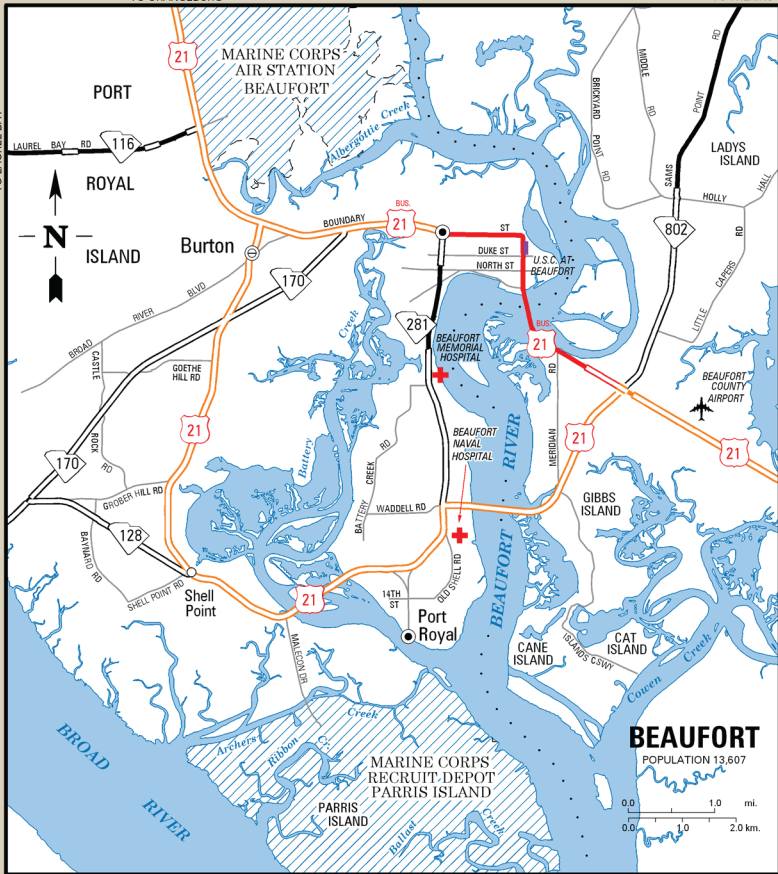 21
MARINE CORPS
AIR STATION
BEAUFORT
PORT
ROYAL
ISLAND
LAUREL BAY RD
116
Albergottie Creek
BRICKYARD POINT RD
MIDDLE RD
SAMS POINT RD
LADYS
ISLAND
HOLLY HALL
802
LITTLE CAPERS RD
N
Burton
BOUNDARY ST
BUS.
21
DUKE ST
NORTH ST
U.S.C. AT
BEAUFORT
170
BROAD RIVER BLVD
281
Creek
BEAUFORT
MEMORIAL
HOSPITAL
BUS.
21
CASTLE ROCK RD
GOETHE
HILL RD
BEAUFORT
COUNTY
AIRPORT
21
BEAUFORT
NAVAL
HOSPITAL
RIVER
MERIDIAN RD
21
21
Battery
BATTERY CREEK RD
170
GROBER HILL RD
WADDELL RD
GIBBS
ISLAND
128
BAYNARD RD
SHELL POINT RD
Shell
Point
21
14TH
ST
OLD SHELL RD
BEAUFORT
Port
Royal
MALECON DR
CANE
ISLAND
CAT
ISLAND
ISLANDS CSWY
Cowen Creek
BROAD
RIVER
Archers Creek
Ribbon Cr.
MARINE CORPS
RECRUIT DEPOT
PARRIS ISLAND
PARRIS
ISLAND
Ballast Creek
BEAUFORT
POPULATION 13,607
0.0 1.0 mi.
0.0 1.0 2.0 km.